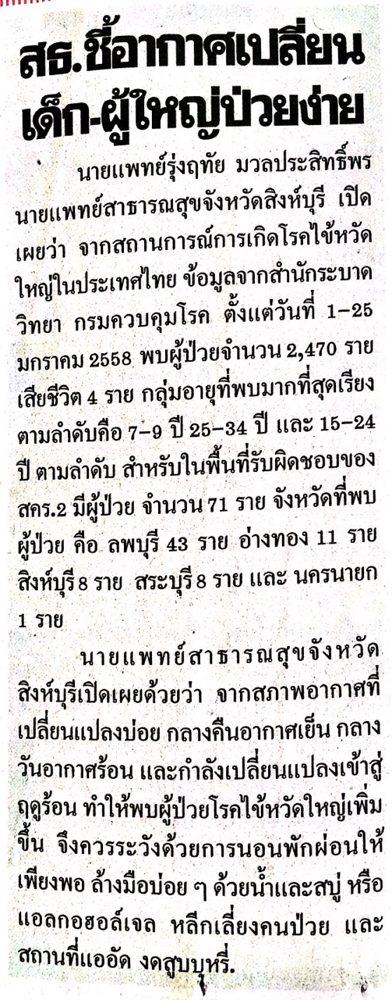 สธ.ชี้อากาศเปลี่ยน
เด็ก-ผู้ใหญ่ป่วยง่าย
นายแพทย์รุ่งฤทัย มวลประสิทธิ์พร
นายแพทย์สาธารณสุขจังหวัดสิงห์บุรี เปิด
เผยว่า จากสถานการณ์การเกิดโรคไข้หวัด
ใหญ่ในประเทศไทย ข้อมูลจากสำนักระบาด
วิทยา กรมควบคุมโรค ตั้งแต่วันที่ 1-25
มกราคม 2558 พบผู้ป่วยจำนวน 2,470 ราย
เสียชีวิต 4 ราย กลุ่มอายุที่พบมากที่สุดเรียง
ตามลำดับคือ 7-9 ปี 25-34 ปี และ 15-24
ปี ตามลำดับ สำหรับในพื้นที่รับผิดชอบของ
สคร.2 มีผู้ป่วย จำนวน 71 ราย จังหวัดที่พบ
ผู้ป่วย คือ ลพบุรี 43 ราย อ่างทอง 11 ราย
สิงห์บุรี 8 ราย สระบุรี 8 ราย และ นครนายก
1 ราย
นายแพทย์สาธารณสุขจังหวัด
สิงห์บุรีเปิดเผยด้วยว่า จากสภาพอากาศที่
เปลี่ยนแปลงบ่อย กลางคืนอากาศเย็น กลาง
วันอากาศร้อน และกำลังเปลี่ยนแปลงเข้าสู่
ฤดูร้อน ทำให้พบผู้ป่วยโรคไข้หวัดใหญ่เพิ่ม
ขึ้น จึงควรระวังด้วยการนอนพักผ่อนให้
เพียงพอ ล้างมือบ่อย ๆ ด้วยน้ำและสบู่ หรือ
แอลกอฮอล์เจล หลีกเลี่ยงคนป่วย และ
สถานที่แออัด งดสูบบุหรี่.